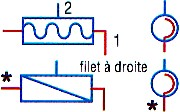 2
1
filet à droite
* *